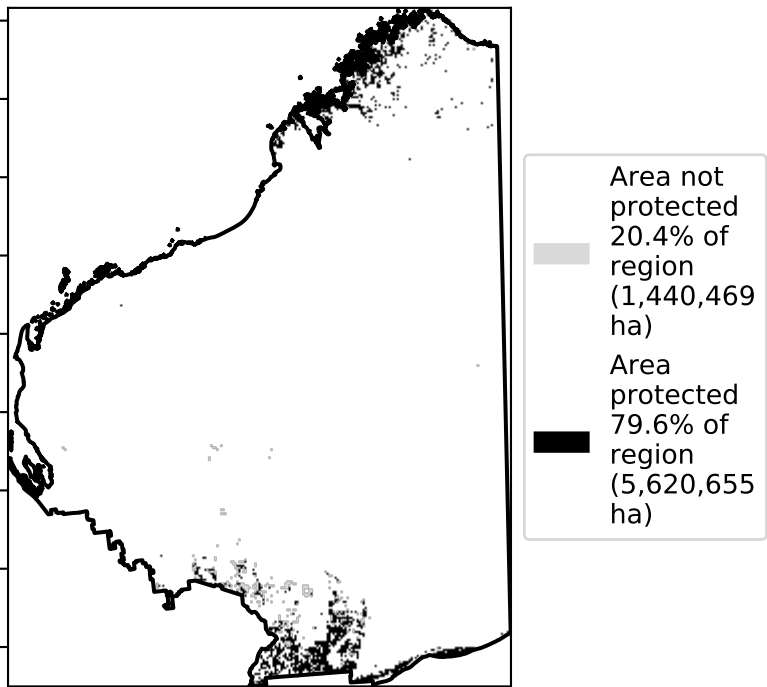 Area not
protected
20.4% of
region
(1,440,469
ha)
Area
protected
79.6% of
region
(5,620,655
ha)